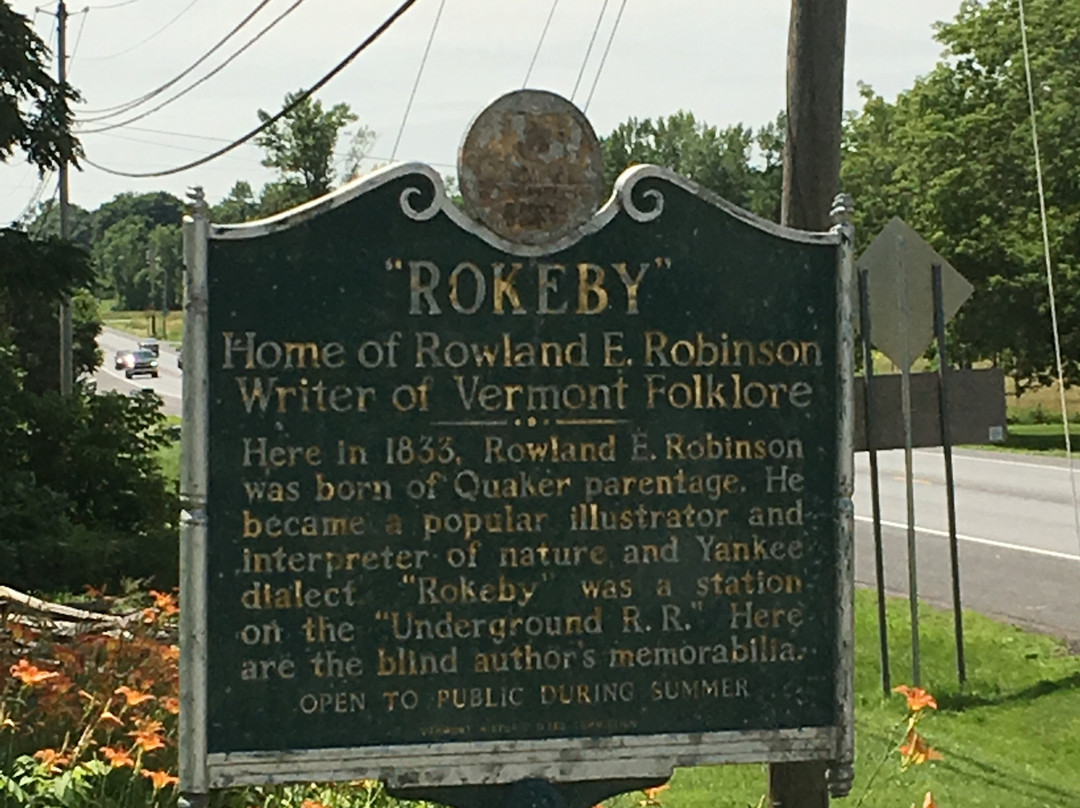 "ROKEBY"
Home of Rowland E. Robinson
Writer of Vermont Folklore
Here in 1833, Rowland E. Robinson
was born of Quaker parentage. He
became a popular illustrator and
interpreter of nature and Yankee
dialect. "Rokeby" was a station
on the "Underground R. R." Here
are the blind author's memorabilia.
OPEN TO PUBLIC DURING SUMMER
VERMONT